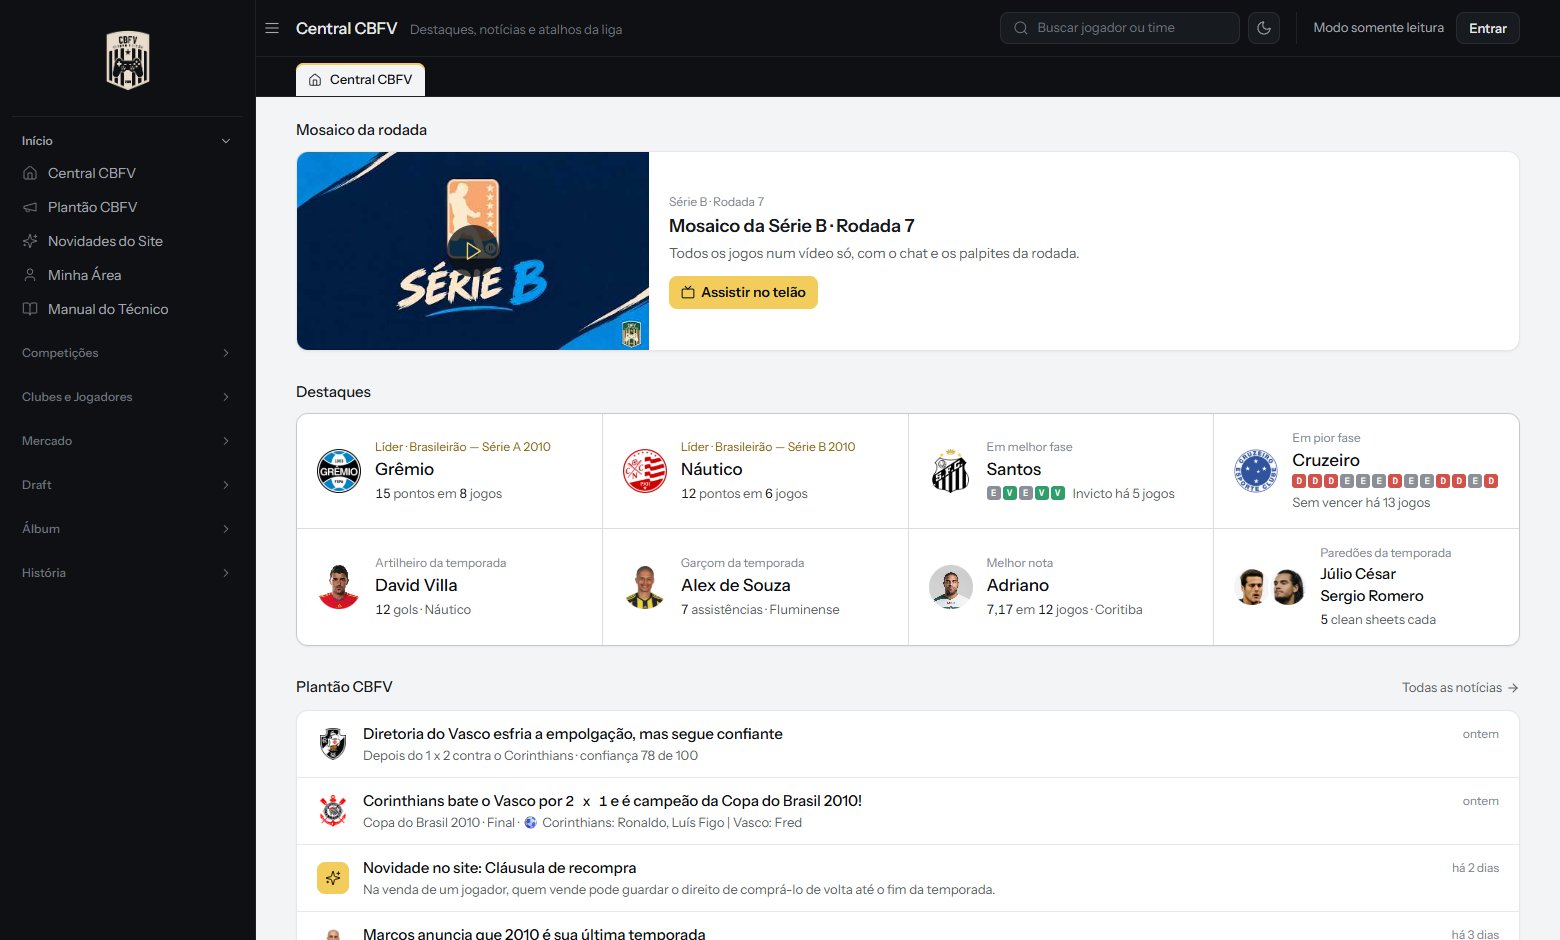 CBFV
Central CBFV
Destaques, notícias e atalhos da liga
Buscar jogador ou time
Modo somente leitura
Entrar
Central CBFV
Início
Central CBFV
Plantão CBFV
Novidades do Site
Minha Área
Manual do Técnico
Competições
Clubes e Jogadores
Mercado
Draft
Álbum
História
Mosaico da rodada
SÉRIE B
Série B · Rodada 7
Mosaico da Série B · Rodada 7
Todos os jogos num vídeo só, com o chat e os palpites da rodada.
Assistir no telão
Destaques
GRÊMIO
Líder · Brasileirão — Série A 2010
Grêmio
15 pontos em 8 jogos
Líder · Brasileirão — Série B 2010
Náutico
12 pontos em 6 jogos
Em melhor fase
Santos
E V E V V Invicto há 5 jogos
CRUZEIRO ESPORTE CLUBE
Em pior fase
Cruzeiro
D D D E E E D E E D D E D
Sem vencer há 13 jogos
Artilheiro da temporada
David Villa
12 gols · Náutico
Garçom da temporada
Alex de Souza
7 assistências · Fluminense
Melhor nota
Adriano
7,17 em 12 jogos · Coritiba
Paredões da temporada
Júlio César
Sergio Romero
5 clean sheets cada
Plantão CBFV
Todas as notícias →
Diretoria do Vasco esfria a empolgação, mas segue confiante
ontem
Depois do 1 x 2 contra o Corinthians · confiança 78 de 100
Corinthians bate o Vasco por 2 x 1 e é campeão da Copa do Brasil 2010!
ontem
Copa do Brasil 2010 · Final · Corinthians: Ronaldo, Luís Figo | Vasco: Fred
Novidade no site: Cláusula de recompra
há 2 dias
Na venda de um jogador, quem vende pode guardar o direito de comprá-lo de volta até o fim da temporada.
Marcos anuncia que 2010 é sua última temporada
há 3 dias